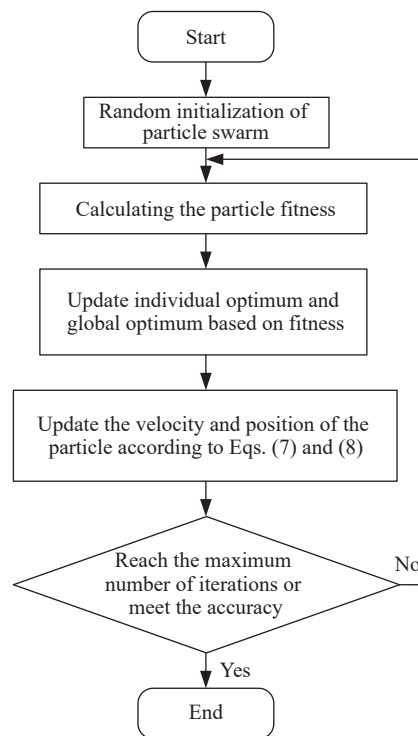 Start
Random initialization of
particle swarm
Calculating the particle fitness
Update individual optimum and
global optimum based on fitness
Update the velocity and position of the
particle according to Eqs. (7) and (8)
Reach the maximum
number of iterations or
meet the accuracy
No
Yes
End